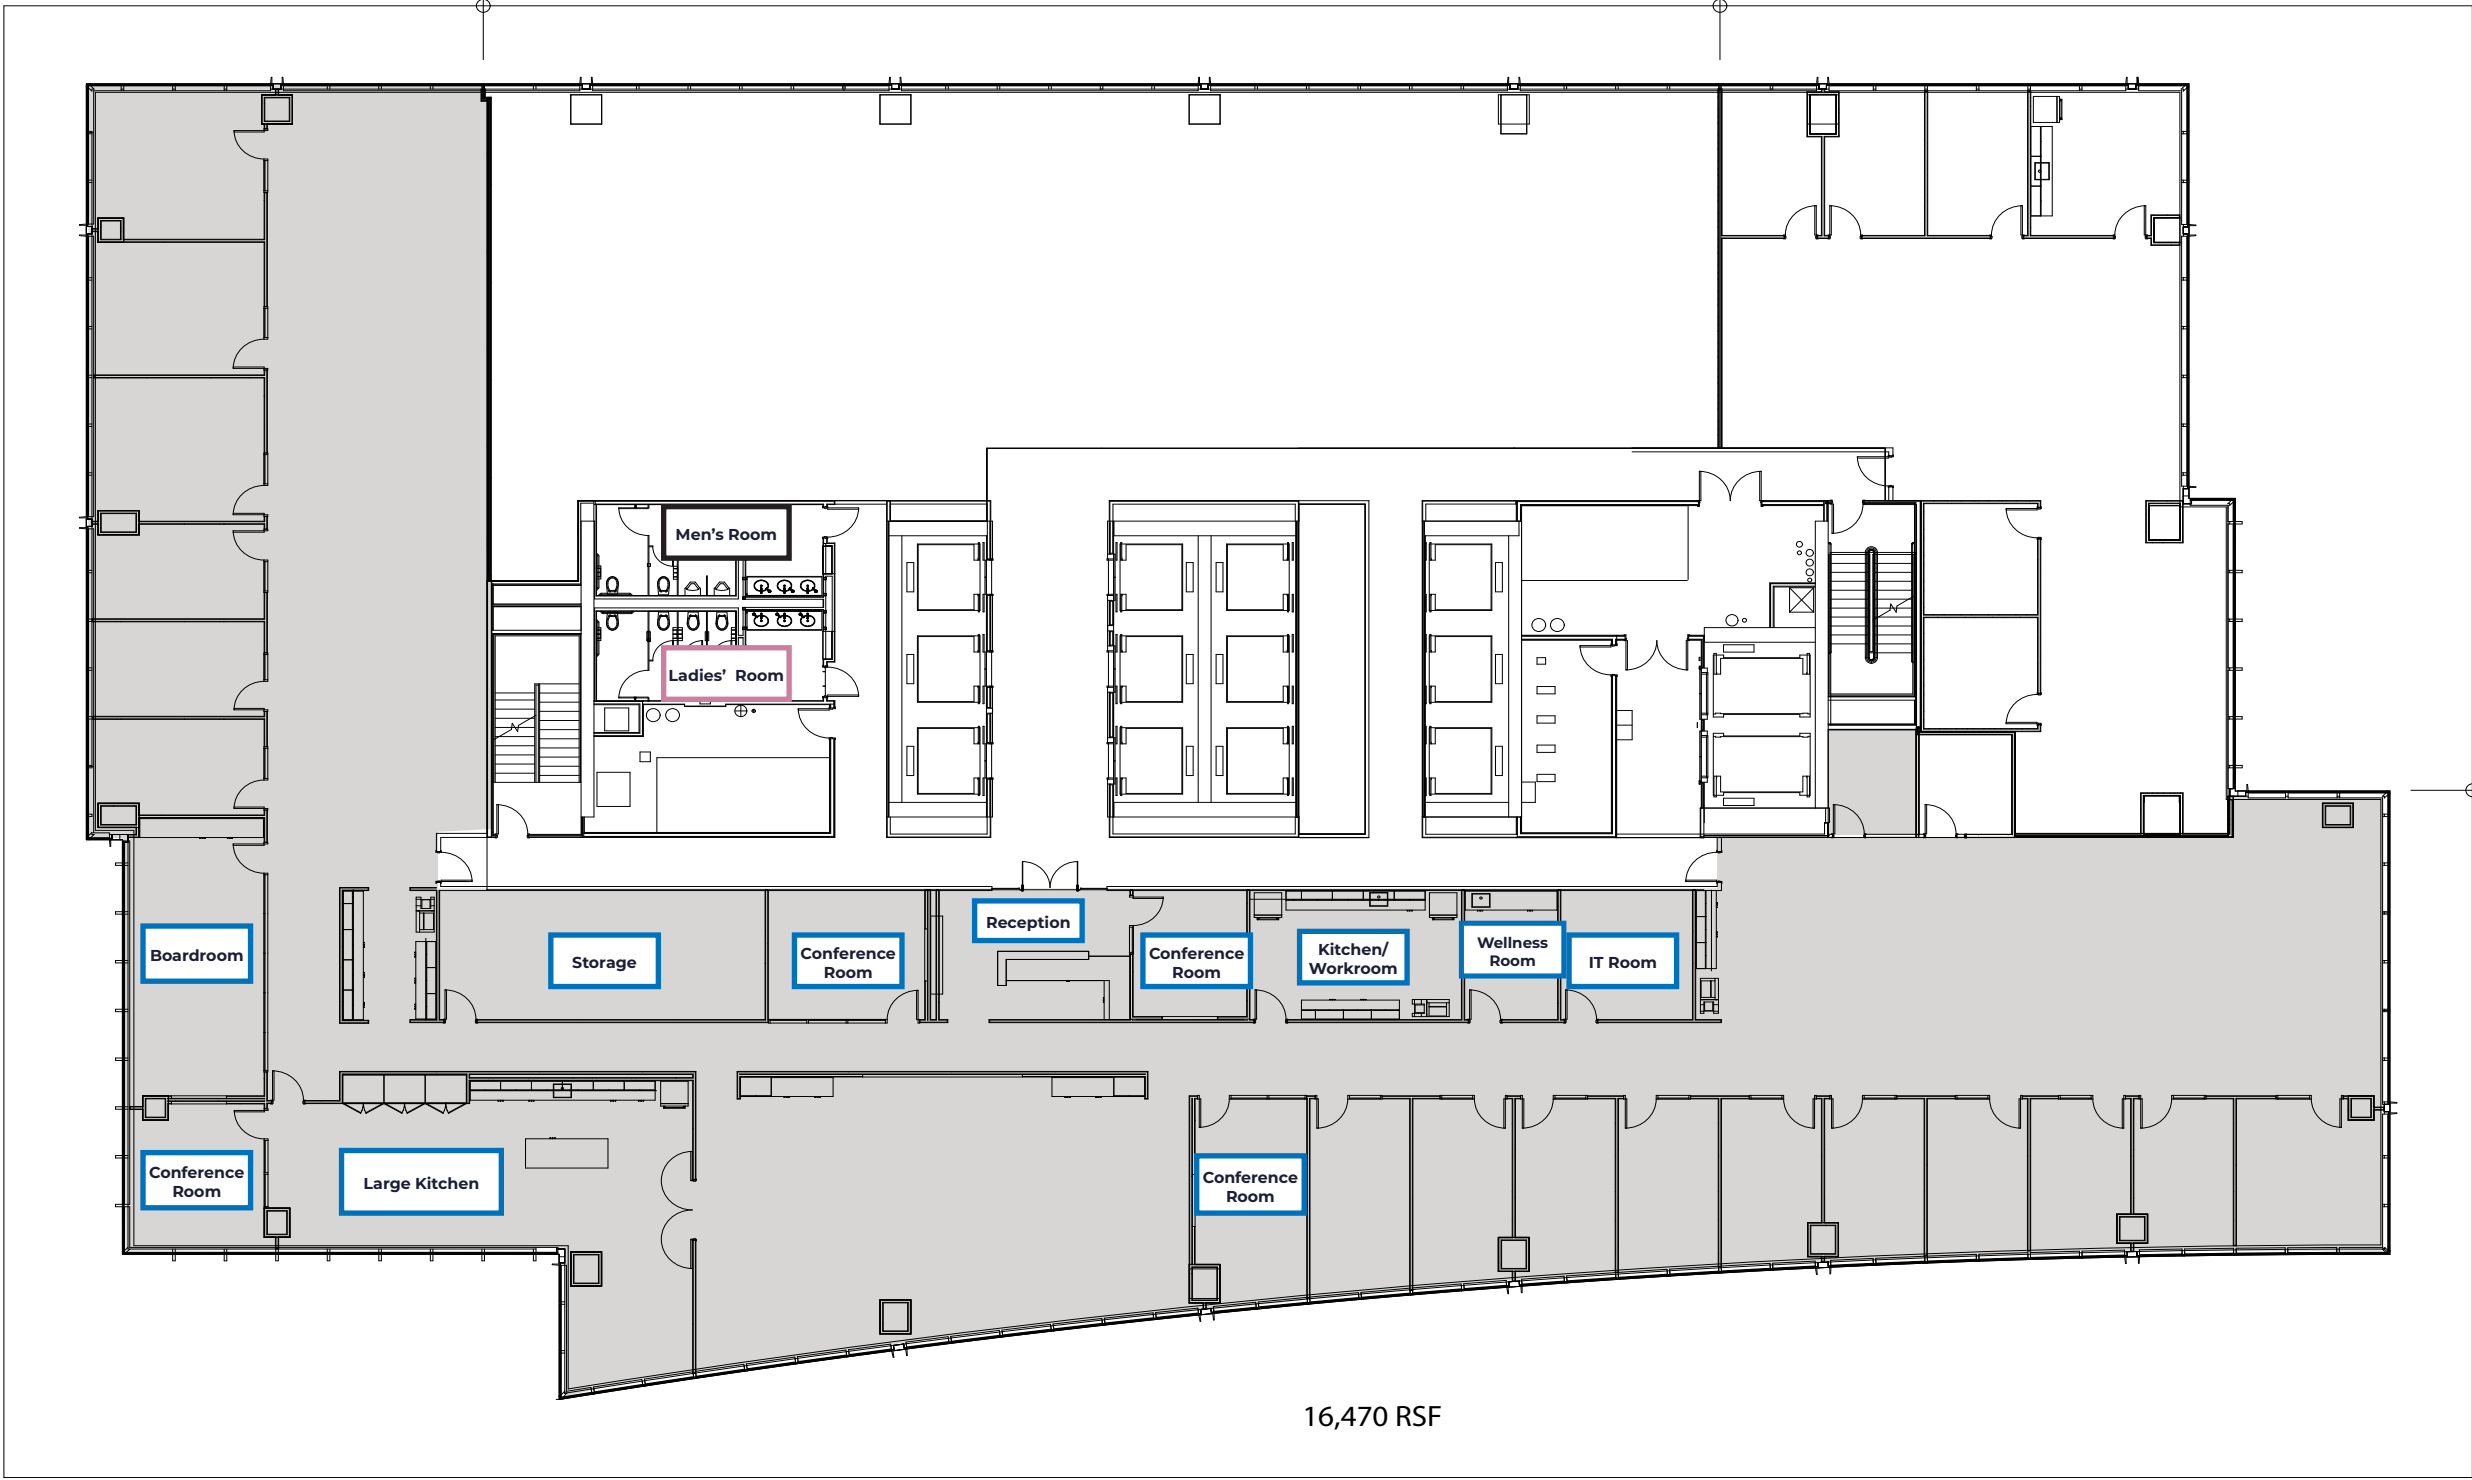 Men's Room
Ladies' Room
Reception
Boardroom
Storage
Conference
Room
Conference
Room
Kitchen/
Workroom
Wellness
Room
IT Room
Conference
Room
Large Kitchen
Conference
Room
16,470 RSF